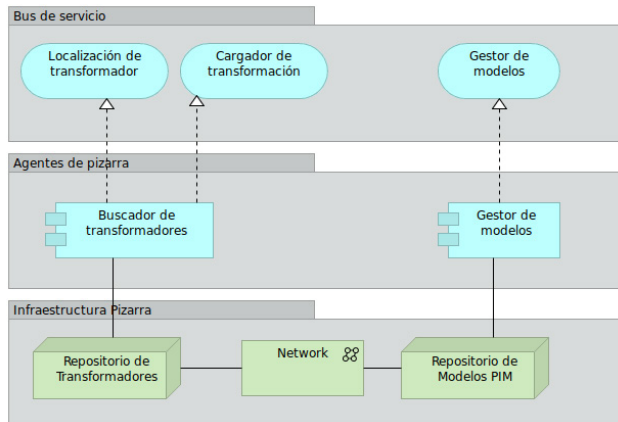 Bus de servicio
Localización de
transformador
Cargador de
transformación
Gestor de
modelos
Agentes de pizarra
Buscador de
transformadores
Gestor de
modelos
Infraestructura Pizarra
Repositorio de
Transformadores
Network
Repositorio de
Modelos PIM